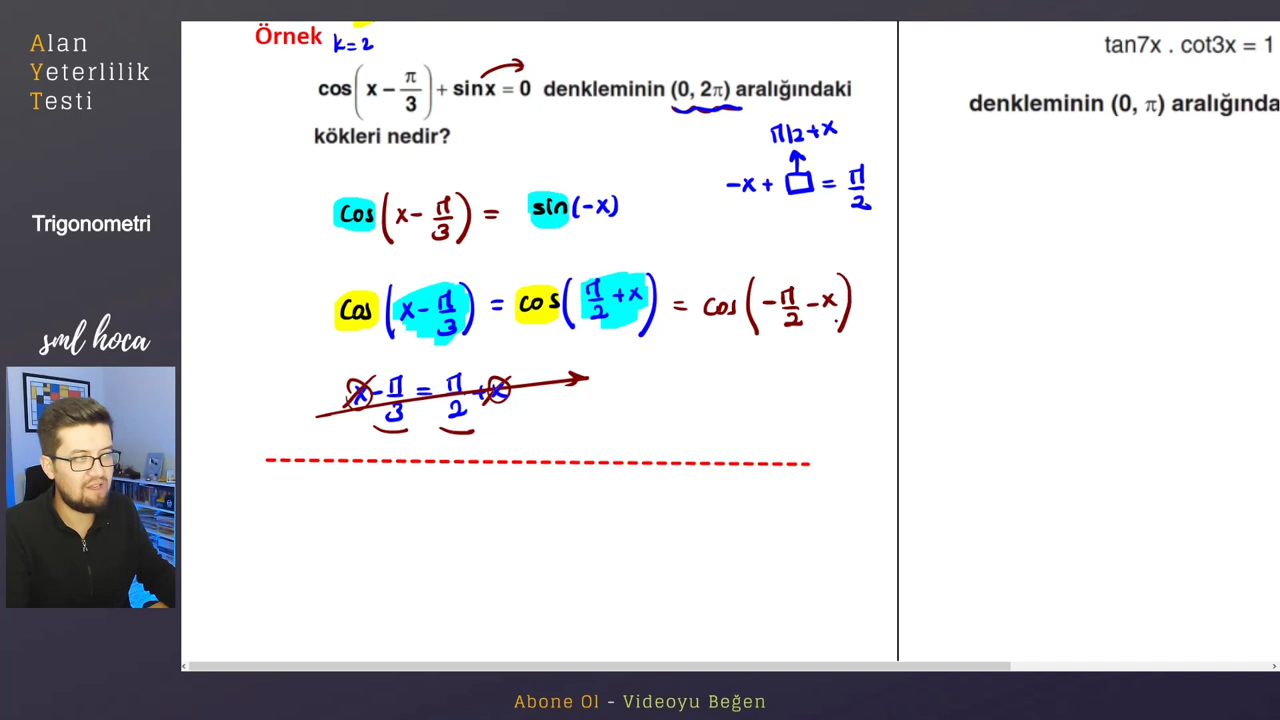 Alan
Yeterlilik
Testi
Trigonometri
sml hoca
Örnek
k=2
cos(x − π/3) + sinx = 0 denkleminin (0, 2π) aralığındaki
kökleri nedir?
π/2+x
-x + □ = π/2
cos(x − π/3) = sin(-x)
cos(x − π/3) = cos(π/2 + x) = cos(-π/2 - x)
x − π/3 = π/2 + x
tan7x . cot3x = 1
denkleminin (0, π) aralığında
Abone Ol - Videoyu Beğen